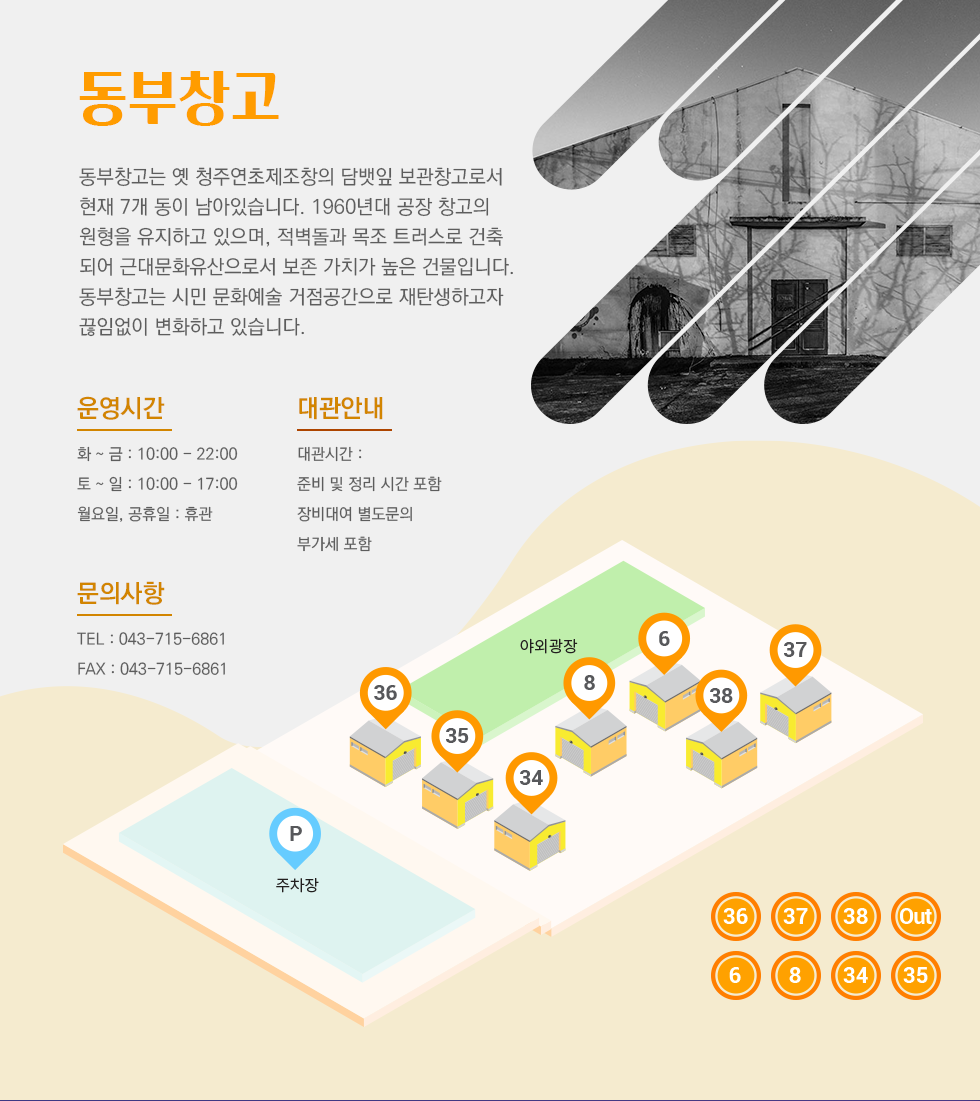 동부창고
동부창고는 옛 청주연초제조창의 담뱃잎 보관창고로서
현재 7개 동이 남아있습니다. 1960년대 공장 창고의
원형을 유지하고 있으며, 적벽돌과 목조 트러스로 건축
되어 근대문화유산으로서 보존 가치가 높은 건물입니다.
동부창고는 시민 문화예술 거점공간으로 재탄생하고자
끊임없이 변화하고 있습니다.
운영시간
화 ~ 금 : 10:00 - 22:00
토 ~ 일 : 10:00 - 17:00
월요일, 공휴일 : 휴관
대관안내
대관시간 :
준비 및 정리 시간 포함
장비대여 별도문의
부가세 포함
문의사항
TEL : 043-715-6861
FAX : 043-715-6861
야외광장
6
37
8
36
38
35
34
P
주차장
36 37 38 Out
6 8 34 35